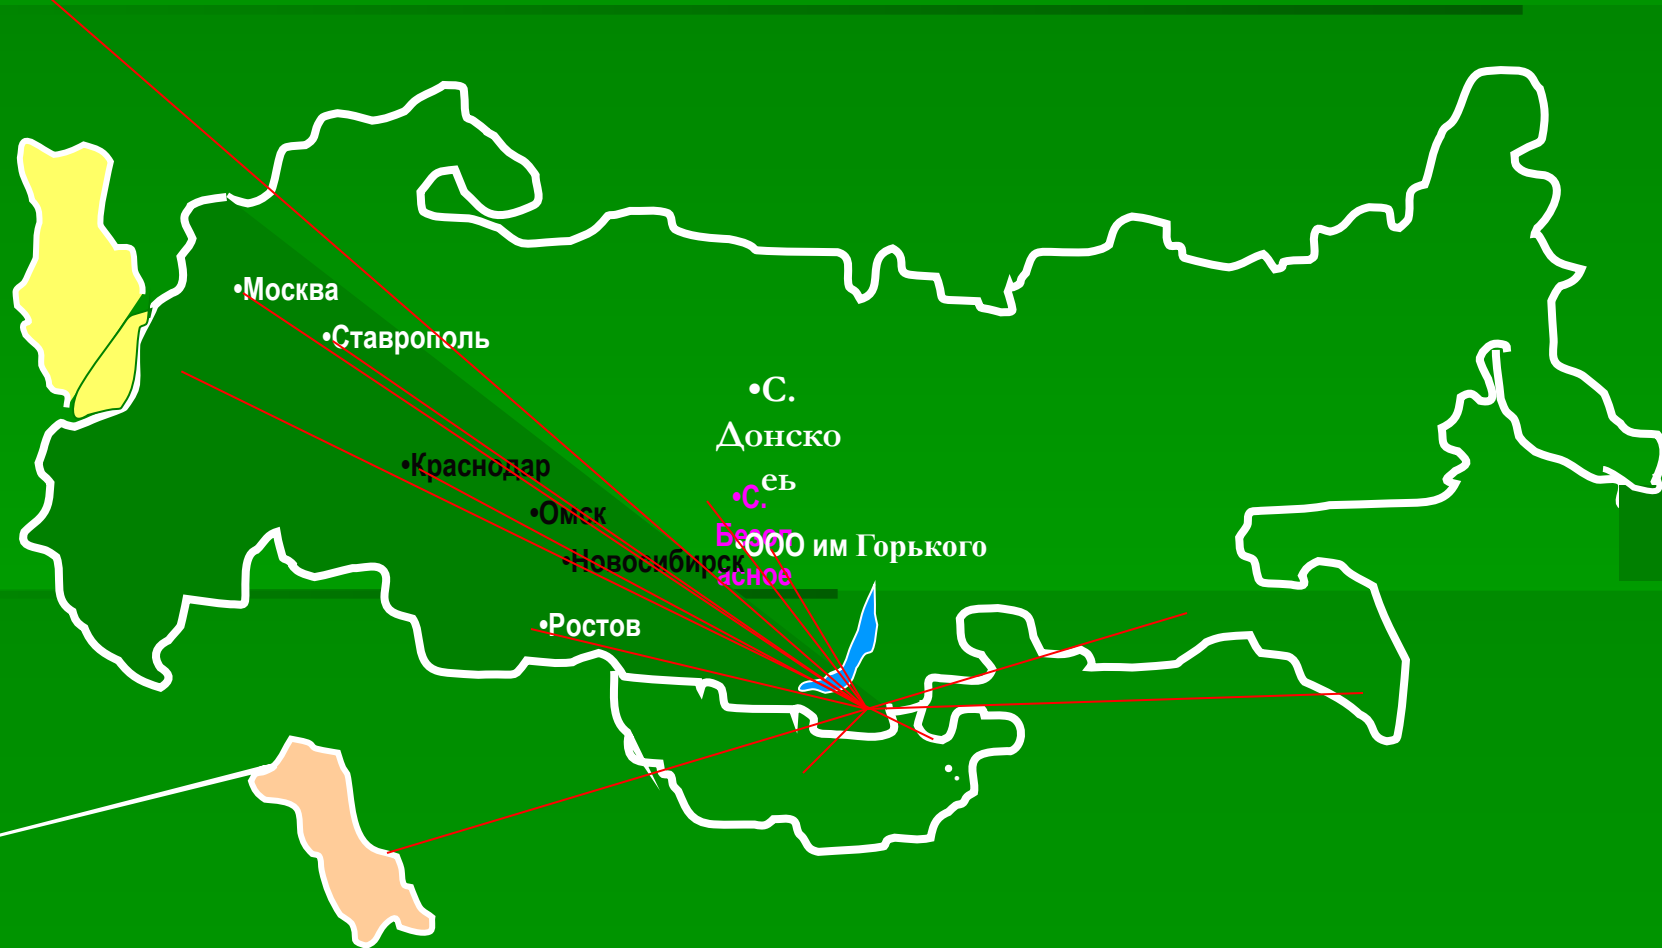 •Москва
•Ставрополь
•С.
Донско
еь
•Краснодар
•С.
•Омск
•ООО им Горького
•Новосибирск
асное
•Ростов